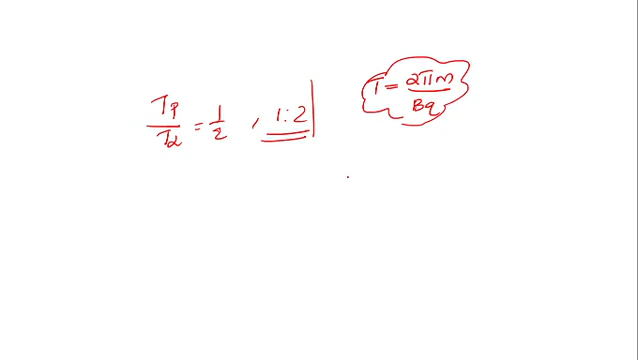 Tp/Tα = 1/2 , 1:2
T = 2πm/Bq